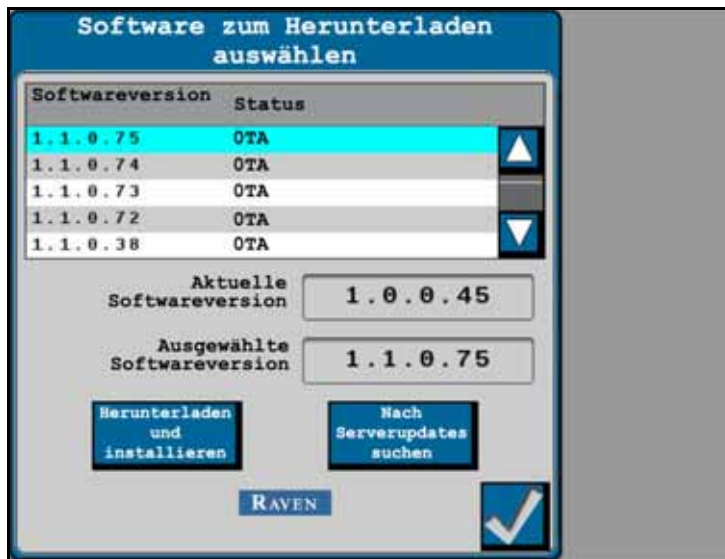 Software zum Herunterladen
auswählen
Softwareversion Status
1.1.0.75 OTA
1.1.0.74 OTA
1.1.0.73 OTA
1.1.0.72 OTA
1.1.0.38 OTA
Aktuelle
Softwareversion
1.0.0.45
Ausgewählte
Softwareversion
1.1.0.75
Herunterladen
und
installieren
Nach
Serverupdates
suchen
RAVEN